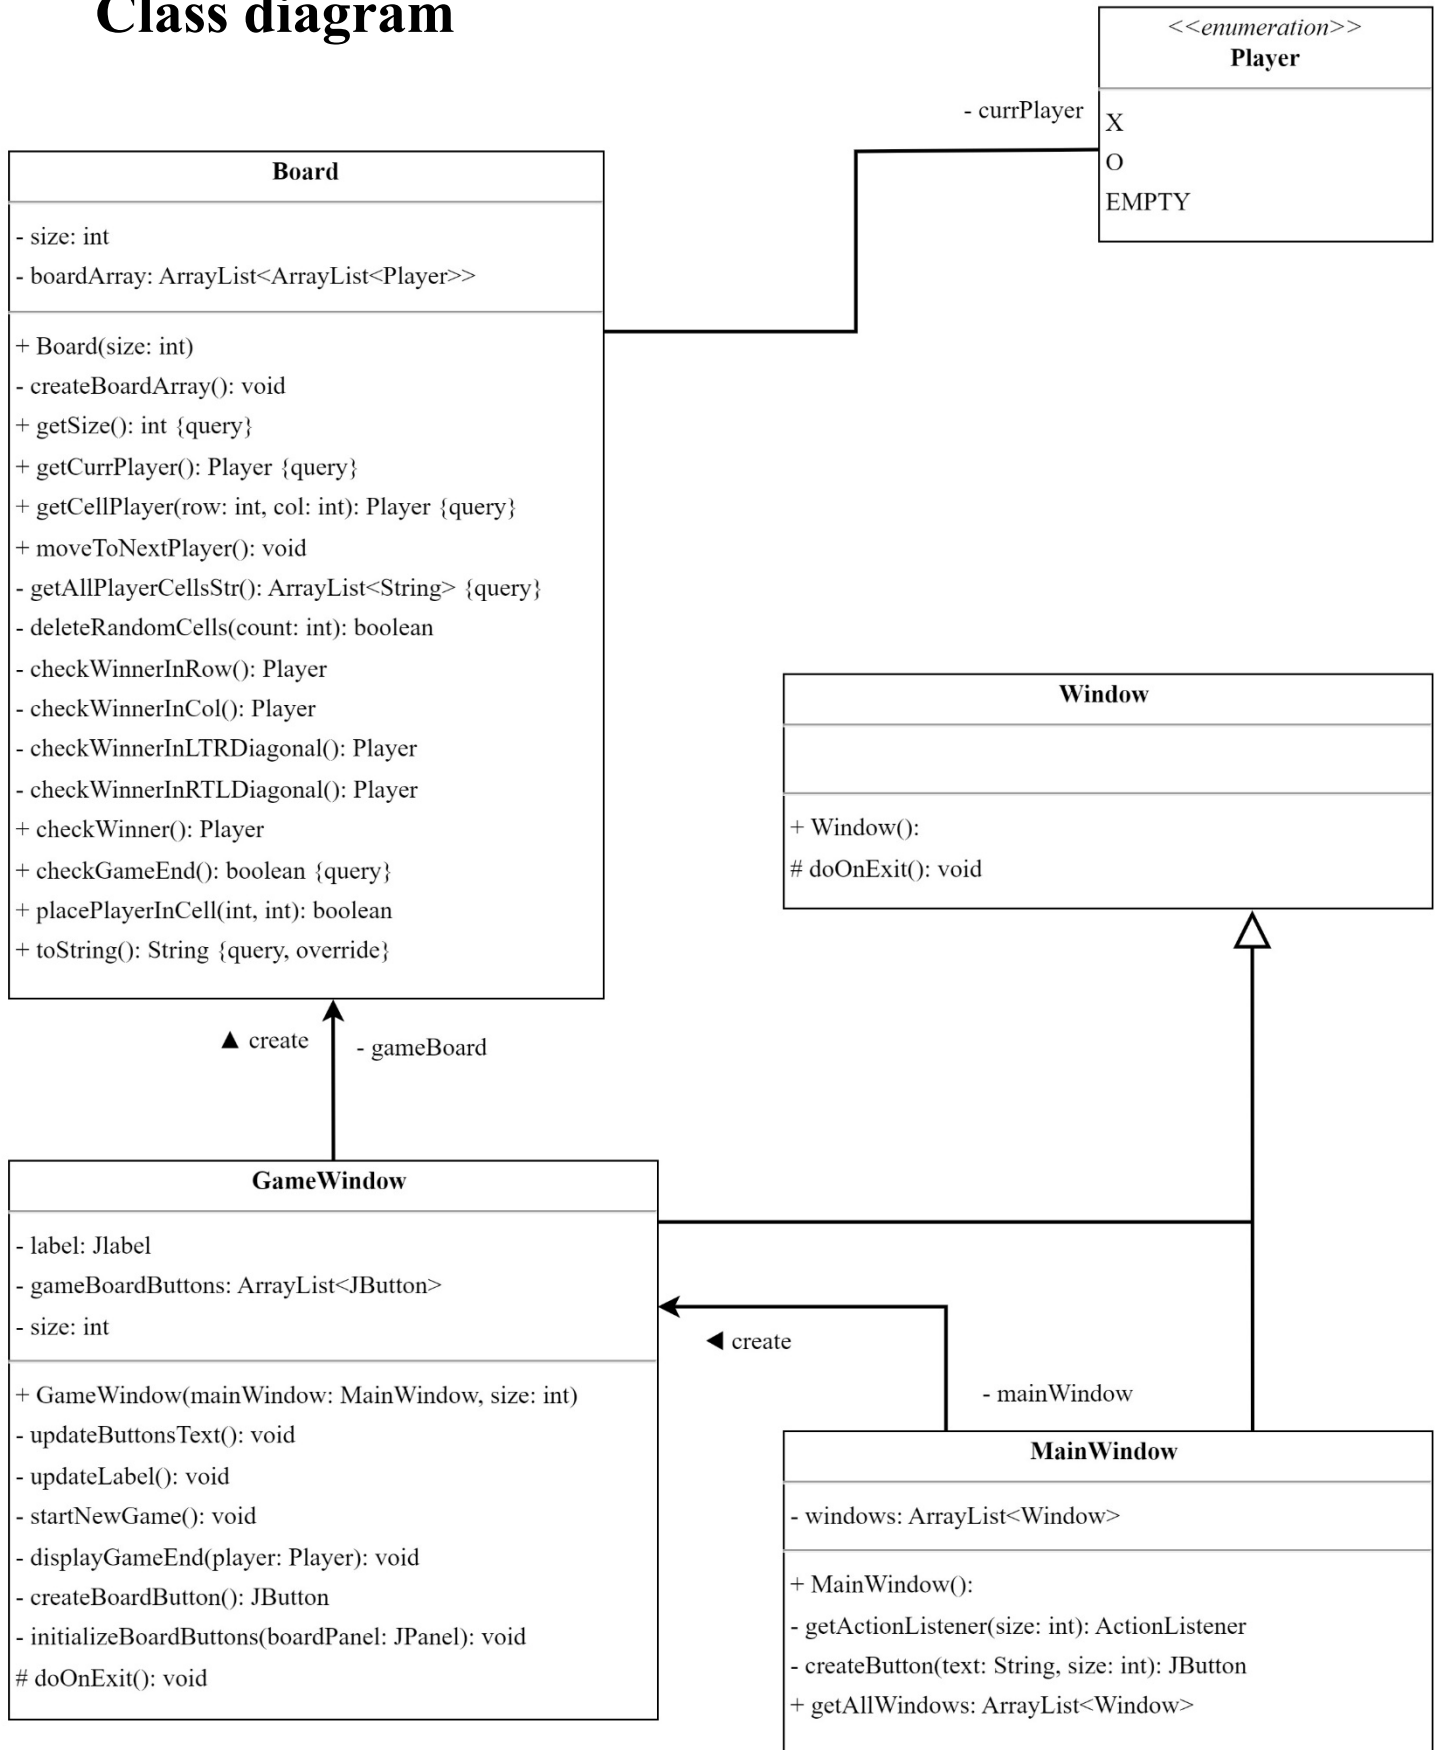 Class diagram
<<enumeration>>
Player
- currPlayer
X
O
EMPTY
Board
- size: int
- boardArray: ArrayList<ArrayList<Player>>
+ Board(size: int)
- createBoardArray(): void
+ getSize(): int {query}
+ getCurrPlayer(): Player {query}
+ getCellPlayer(row: int, col: int): Player {query}
+ moveToNextPlayer(): void
- getAllPlayerCellsStr(): ArrayList<String> {query}
- deleteRandomCells(count: int): boolean
- checkWinnerInRow(): Player
- checkWinnerInCol(): Player
- checkWinnerInLTRDiagonal(): Player
- checkWinnerInRTLDiagonal(): Player
+ checkWinner(): Player
+ checkGameEnd(): boolean {query}
+ placePlayerInCell(int, int): boolean
+ toString(): String {query, override}
Window
+ Window():
# doOnExit(): void
▲ create
- gameBoard
GameWindow
- label: Jlabel
- gameBoardButtons: ArrayList<JButton>
- size: int
+ GameWindow(mainWindow: MainWindow, size: int)
- updateButtonsText(): void
- updateLabel(): void
- startNewGame(): void
- displayGameEnd(player: Player): void
- createBoardButton(): JButton
- initializeBoardButtons(boardPanel: JPanel): void
# doOnExit(): void
◀ create
- mainWindow
MainWindow
- windows: ArrayList<Window>
+ MainWindow():
- getActionListener(size: int): ActionListener
- createButton(text: String, size: int): JButton
+ getAllWindows: ArrayList<Window>